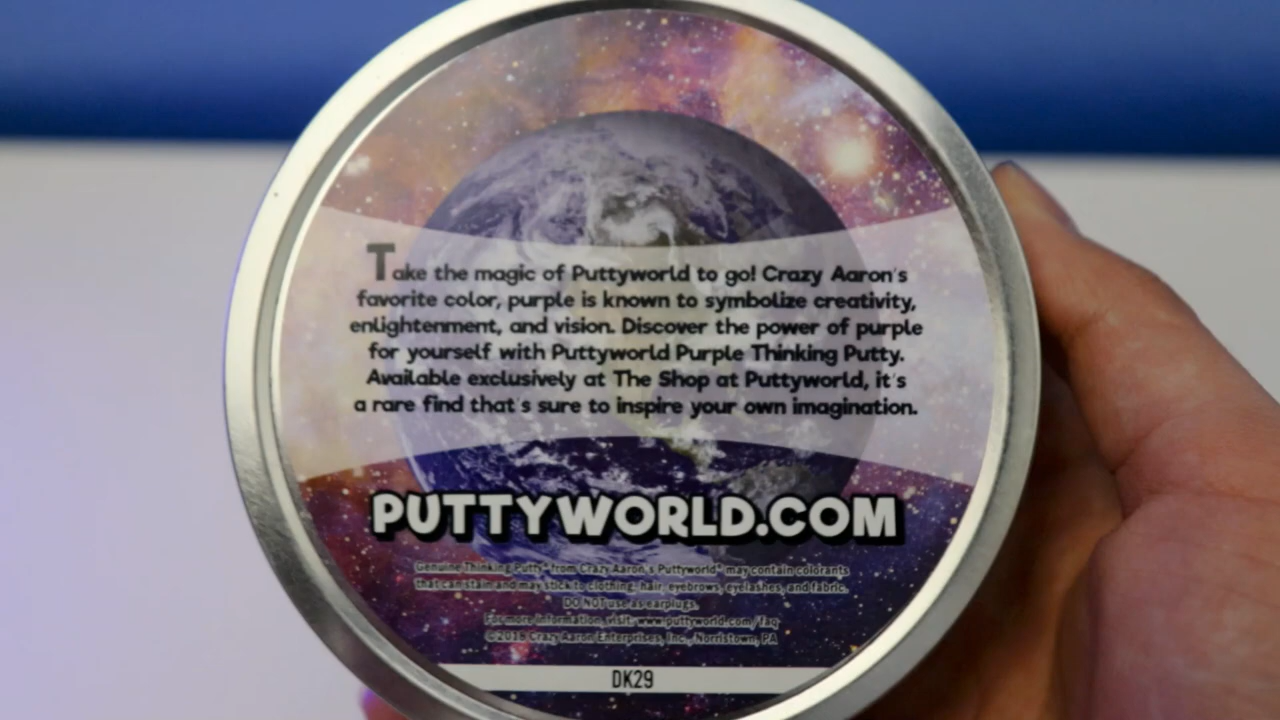 Take the magic of Puttyworld to go! Crazy Aaron's
favorite color, purple is known to symbolize creativity,
enlightenment, and vision. Discover the power of purple
for yourself with Puttyworld Purple Thinking Putty.
Available exclusively at The Shop at Puttyworld, it's
a rare find that's sure to inspire your own imagination.
PUTTYWORLD.COM
Genuine Thinking Putty® from Crazy Aaron's Puttyworld® may contain colorants
that can stain and may stick to clothing, hair, eyebrows, eyelashes, and fabric.
DO NOT use as earplugs.
For more information, visit: www.puttyworld.com/faq
©2018 Crazy Aaron Enterprises, Inc., Norristown, PA
DK29